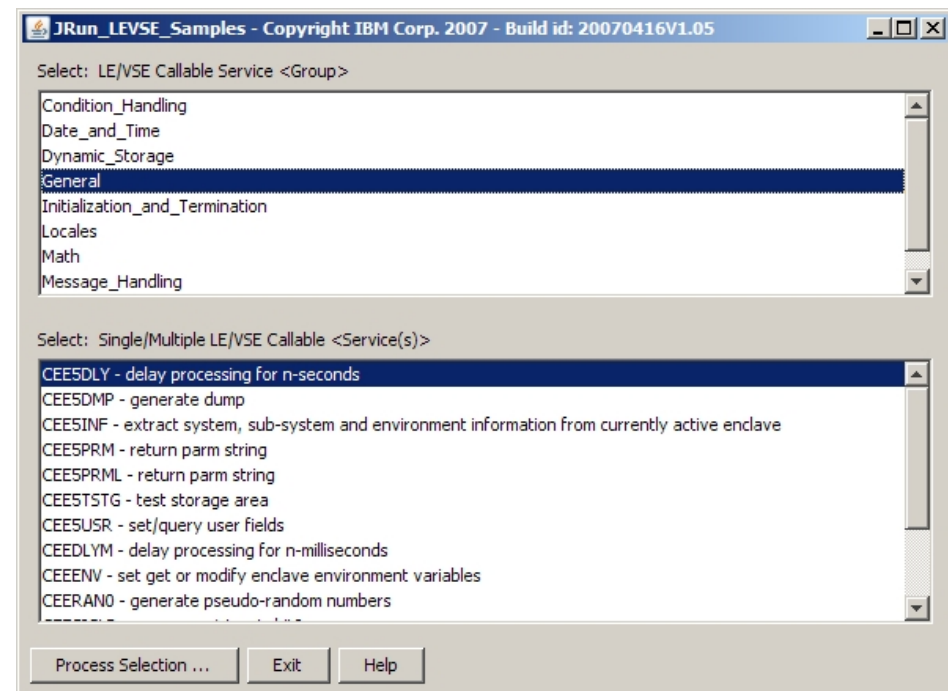 JRun_LEVSE_Samples - Copyright IBM Corp. 2007 - Build id: 20070416V1.05
Select: LE/VSE Callable Service <Group>
Condition_Handling
Date_and_Time
Dynamic_Storage
General
Initialization_and_Termination
Locales
Math
Message_Handling
Select: Single/Multiple LE/VSE Callable <Service(s)>
CEE5DLY - delay processing for n-seconds
CEE5DMP - generate dump
CEE5INF - extract system, sub-system and environment information from currently active enclave
CEE5PRM - return parm string
CEE5PRML - return parm string
CEE5TSTG - test storage area
CEE5USR - set/query user fields
CEEDLYM - delay processing for n-milliseconds
CEEENV - set get or modify enclave environment variables
CEERAN0 - generate pseudo-random numbers
Process Selection ...
Exit
Help